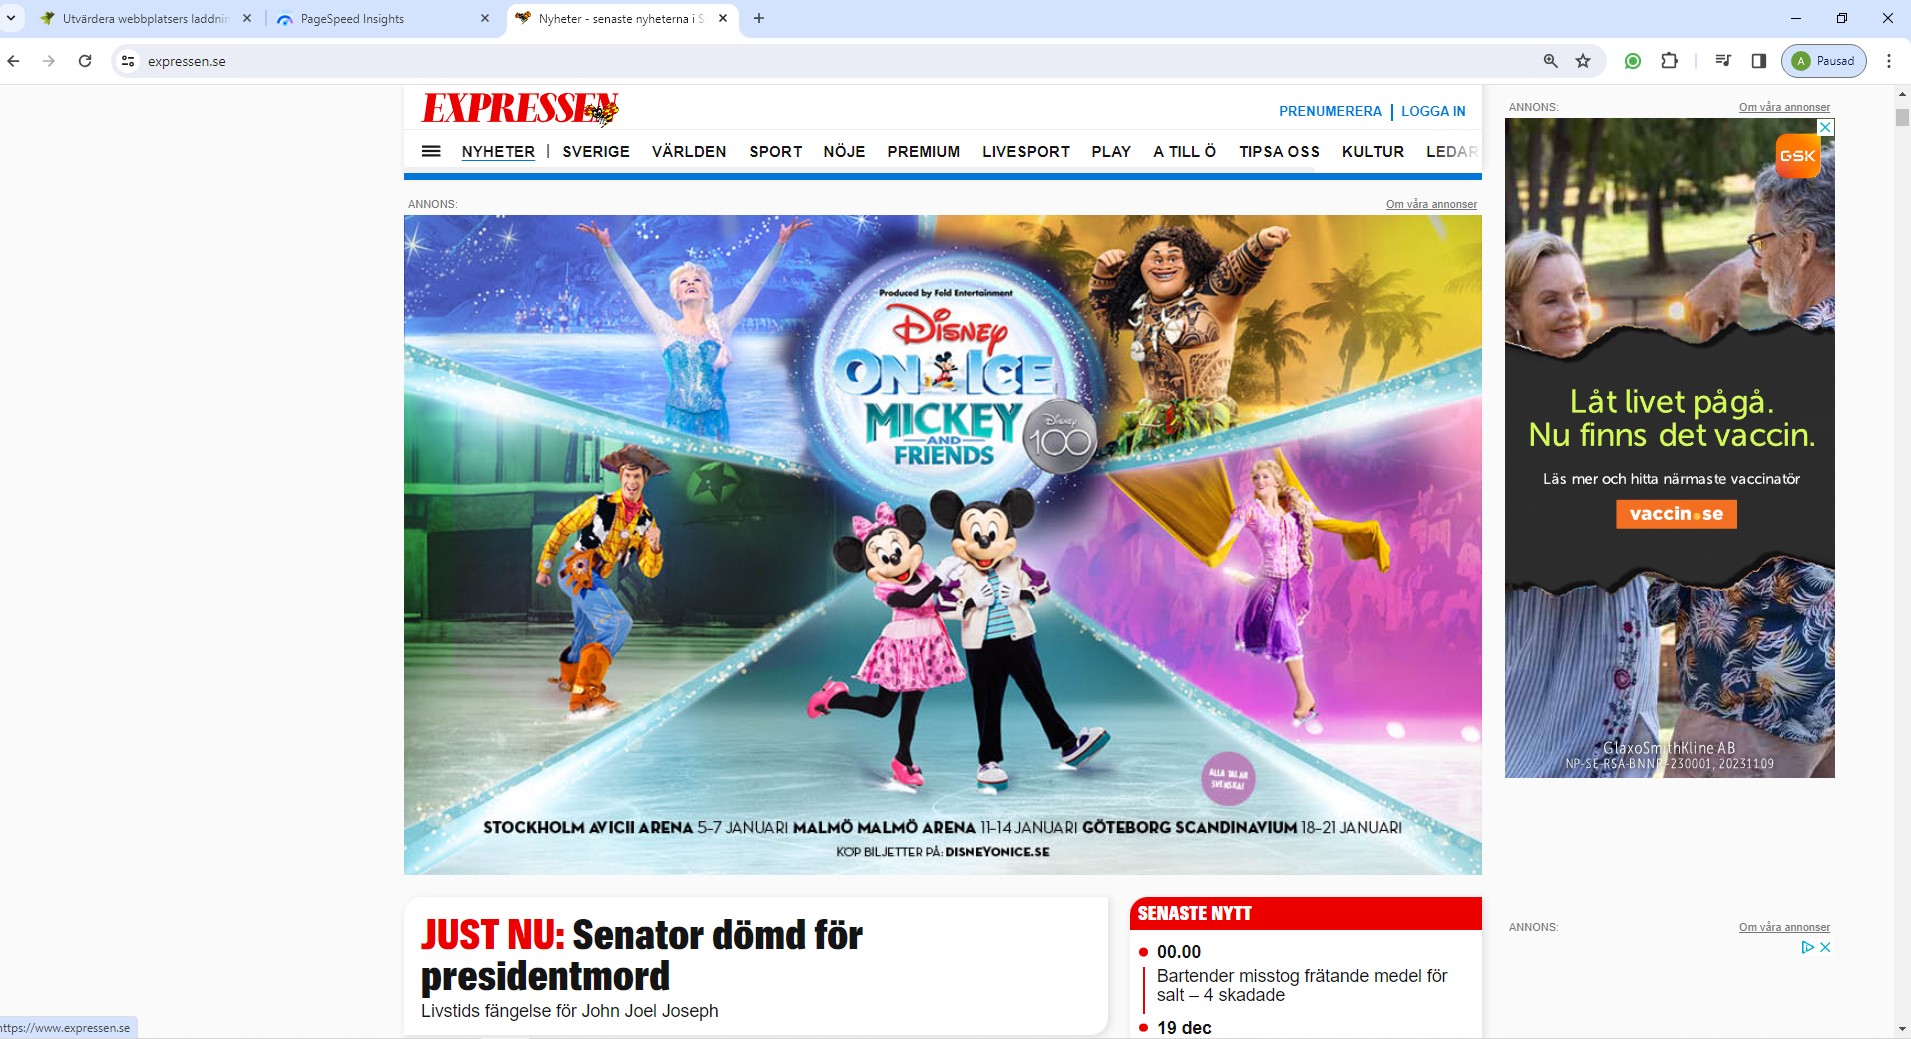 Utvärdera webbplatsers laddnin
PageSpeed Insights
Nyheter - senaste nyheterna i S
expressen.se
A
Pausad
EXPRESSEN
PRENUMERERA
LOGGA IN
NYHETER
SVERIGE
VÄRLDEN
SPORT
NÖJE
PREMIUM
LIVESPORT
PLAY
A TILL Ö
TIPSA OSS
KULTUR
LEDAR
ANNONS:
Om våra annonser
Produced by Feld Entertainment
Disney
ON ICE
MICKEY
AND
FRIENDS
Disney
100
ALLA TALAR
SVENSKA!
STOCKHOLM AVICII ARENA 5-7 JANUARI MALMÖ MALMÖ ARENA 11-14 JANUARI GÖTEBORG SCANDINAVIUM 18-21 JANUARI
KÖP BILJETTER PÅ: DISNEYONICE.SE
ANNONS:
Om våra annonser
GSK
Låt livet pågå.
Nu finns det vaccin.
Läs mer och hitta närmaste vaccinatör
vaccin.se
GlaxoSmithKline AB
NP-SE-RSA-BNNR-230001, 20231109
JUST NU: Senator dömd för
presidentmord
Livstids fängelse för John Joel Joseph
SENASTE NYTT
00.00
Bartender misstog frätande medel för
salt – 4 skadade
19 dec
ANNONS:
Om våra annonser
https://www.expressen.se